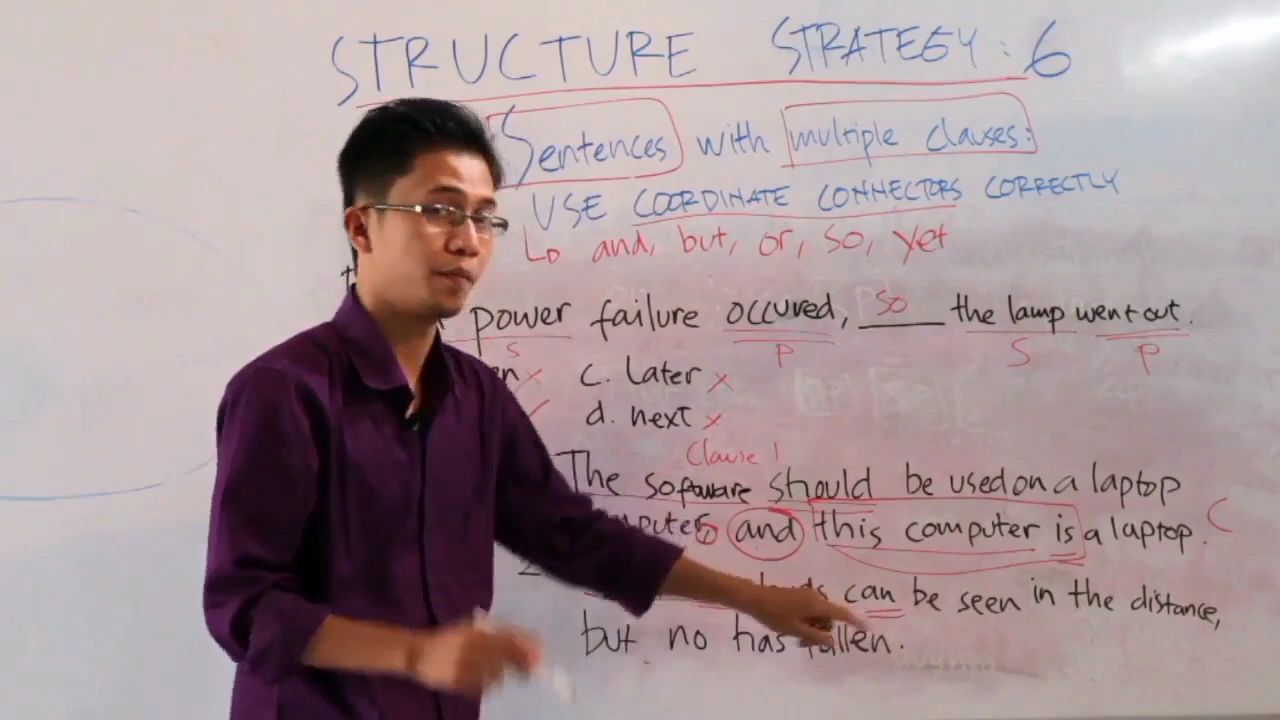 STRUCTURE STRATEGY: 6
Sentences with multiple clauses:
USE COORDINATE CONNECTORS CORRECTLY
and, but, or, so, yet
power failure occured, so the lamp went out.
S P S P
c. Later x
d. next x
Clause 1
The software should be used on a laptop
and this computer is a laptop. C
can be seen in the distance,
but no has fallen.